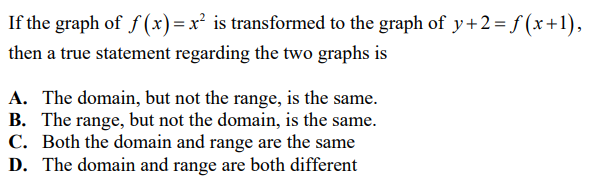 If the graph of f(x) = x² is transformed to the graph of y+2 = f(x+1),
then a true statement regarding the two graphs is
A. The domain, but not the range, is the same.
B. The range, but not the domain, is the same.
C. Both the domain and range are the same
D. The domain and range are both different